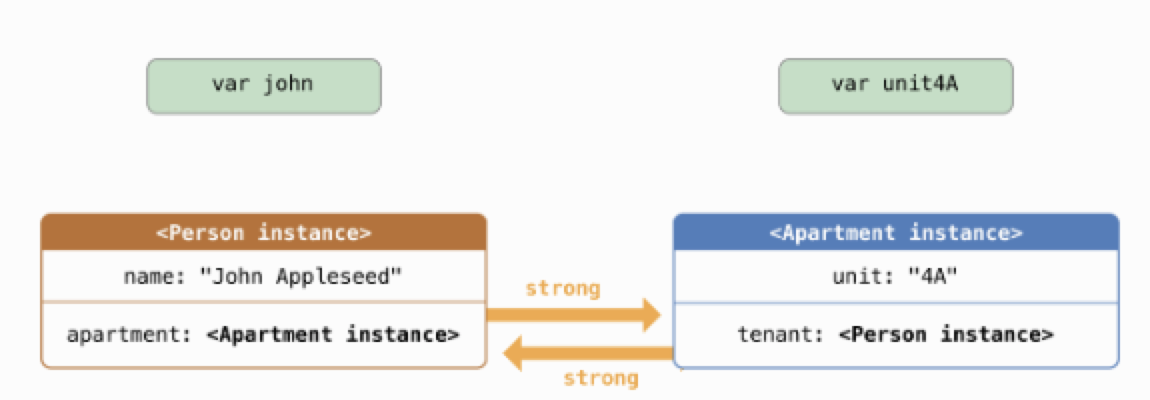 var john
var unit4A
<Person instance>
name: "John Appleseed"
apartment: <Apartment instance>
strong
strong
<Apartment instance>
unit: "4A"
tenant: <Person instance>